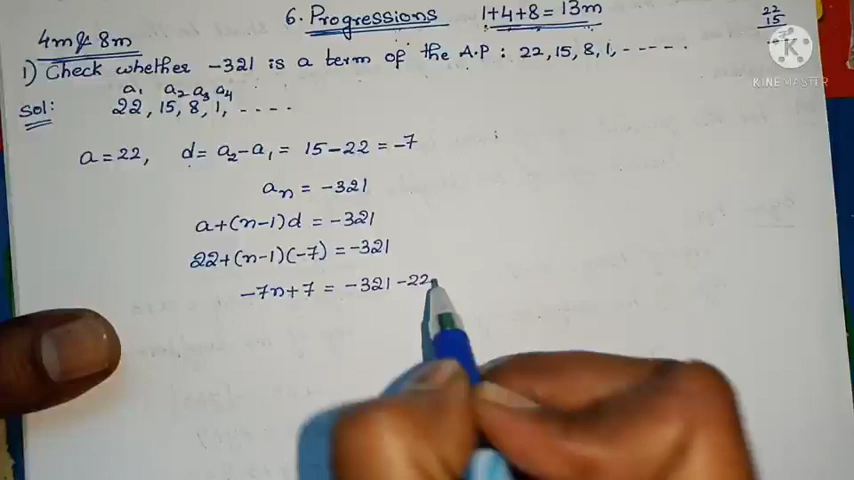 6. Progressions 1+4+8=13m
22
15
4m & 8m
1) Check whether -321 is a term of the A.P : 22, 15, 8, 1, -----
a₁ a₂ a₃ a₄
Sol: 22, 15, 8, 1, ----
a = 22, d = a₂-a₁ = 15-22 = -7
aₙ = -321
a+(n-1)d = -321
22+(n-1)(-7) = -321
-7n+7 = -321-22
K
KINEMASTER